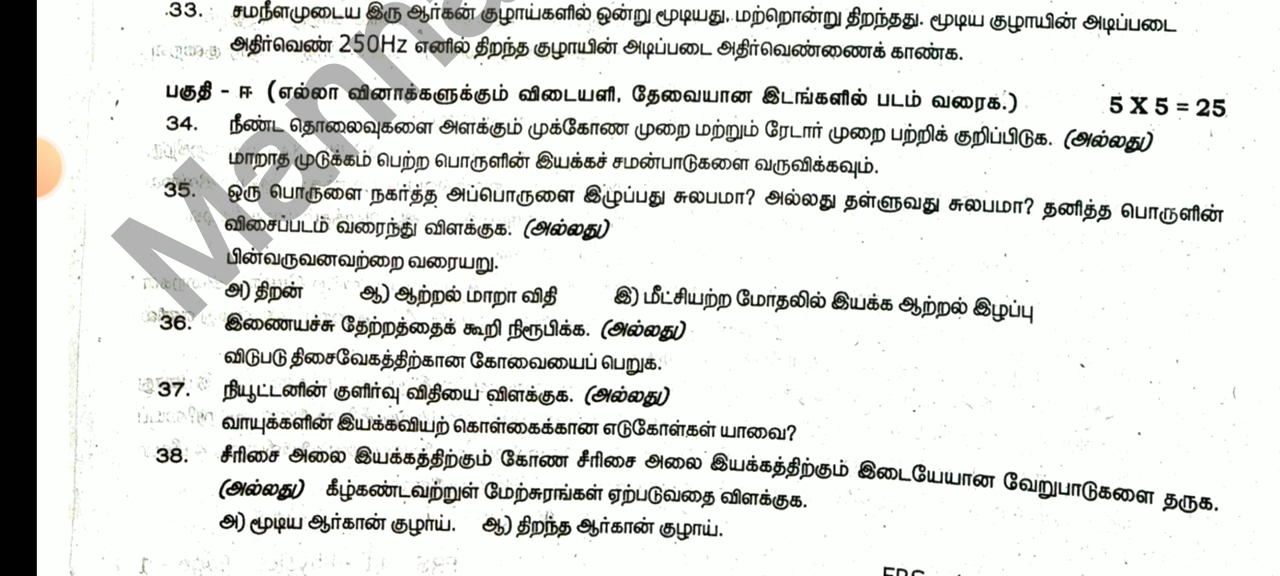 33. சமநீளமுடைய இரு ஆர்கன் குழாய்களில் ஒன்று மூடியது, மற்றொன்று திறந்தது. மூடிய குழாயின் அடிப்படை
அதிர்வெண் 250Hz எனில் திறந்த குழாயின் அடிப்படை அதிர்வெண்ணைக் காண்க.
பகுதி - ஈ (எல்லா வினாக்களுக்கும் விடையளி, தேவையான இடங்களில் படம் வரைக.) 5 X 5 = 25
34. நீண்ட தொலைவுகளை அளக்கும் முக்கோண முறை மற்றும் ரேடார் முறை பற்றிக் குறிப்பிடுக. (அல்லது)
மாறாத முடுக்கம் பெற்ற பொருளின் இயக்கச் சமன்பாடுகளை வருவிக்கவும்.
35. ஒரு பொருளை நகர்த்த அப்பொருளை இழுப்பது சுலபமா? அல்லது தள்ளுவது சுலபமா? தனித்த பொருளின்
விசைப்படம் வரைந்து விளக்குக. (அல்லது)
பின்வருவனவற்றை வரையறு.
அ) திறன் ஆ) ஆற்றல் மாறா விதி இ) மீட்சியற்ற மோதலில் இயக்க ஆற்றல் இழப்பு
36. இணையச்சு தேற்றத்தைக் கூறி நிரூபிக்க. (அல்லது)
விடுபடு திசைவேகத்திற்கான கோவையைப் பெறுக.
37. நியூட்டனின் குளிர்வு விதியை விளக்குக. (அல்லது)
வாயுக்களின் இயக்கவியற் கொள்கைக்கான எடுகோள்கள் யாவை?
38. சீரிசை அலை இயக்கத்திற்கும் கோண சீரிசை அலை இயக்கத்திற்கும் இடையேயான வேறுபாடுகளை தருக.
(அல்லது) கீழ்கண்டவற்றுள் மேற்சுரங்கள் ஏற்படுவதை விளக்குக.
அ) மூடிய ஆர்கான் குழாய். ஆ) திறந்த ஆர்கான் குழாய்.